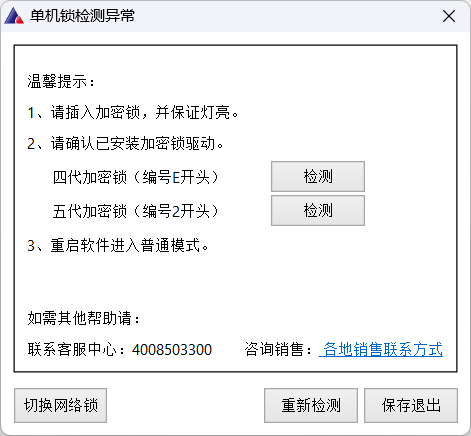 单机锁检测异常
温馨提示：
1、请插入加密锁，并保证灯亮。
2、请确认已安装加密锁驱动。
四代加密锁（编号E开头） 检测
五代加密锁（编号2开头） 检测
3、重启软件进入普通模式。
如需其他帮助请：
联系客服中心：4008503300 咨询销售：各地销售联系方式
切换网络锁 重新检测 保存退出